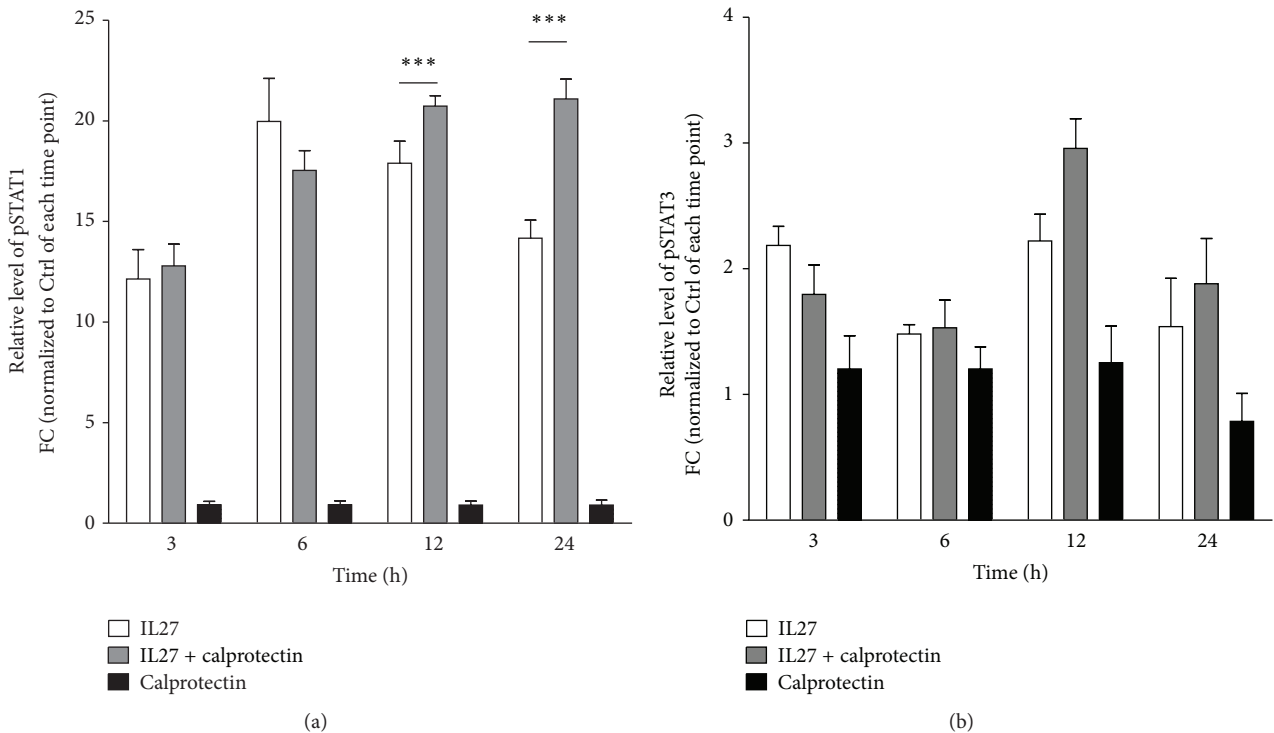 Relative level of pSTAT1
FC (normalized to Ctrl of each time point)
25
20
15
10
5
0
***
***
3
6
12
24
Time (h)
IL27
IL27 + calprotectin
Calprotectin
(a)
Relative level of pSTAT3
FC (normalized to Ctrl of each time point)
4
3
2
1
0
3
6
12
24
Time (h)
IL27
IL27 + calprotectin
Calprotectin
(b)